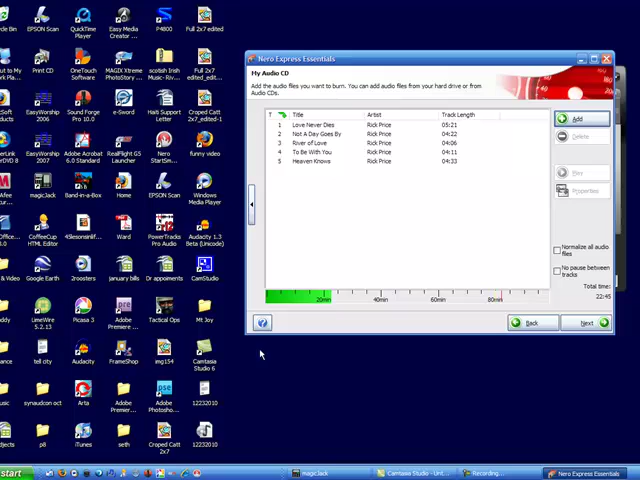 cle Bin
EPSON Scan
QuickTime Player
Easy Media Creator ...
P4800
Full 2x7 edited
Print CD
OneTouch Software
MAGIX Xtreme PhotoStory ...
scotish Irish Music ...
Full 2x7 edited_edit...
EasyWorship 2006
Sound Forge Pro 10.0
e-Sword
Haiti Support Letter
Croped Catt 2x7_edited-1
EasyWorship 2007
Adobe Acrobat 6.0 Standard
RealFlight G5 Launcher
Nero StartSm...
funny video
magicJack
Band-in-a-Box
Home
EPSON Scan
Windows Media Player
CoffeeCup HTML Editor
Ward
PowerTracks Pro Audio
Audacity 1.3 Beta (Unicode)
Google Earth
2roosters
january bills
Dr appoiments
CamStudio
LimeWire 5.2.13
Picasa 3
Adobe Premiere ...
Tactical Ops
Mt Joy
tell city
Audacity
FrameShop
img154
Camtasia Studio 6
synaudcon oct
Arta
Adobe Premier...
Adobe Photosho...
12232010
p8
iTunes
seth
Croped Catt 2x7
12232010
Nero Express Essentials
My Audio CD
Add the audio files you want to burn. You can add audio files from your hard drive or from
Audio CDs.
T Title Artist Track Length
1 Love Never Dies Rick Price 05:21
2 Not A Day Goes By Rick Price 04:22
3 River of Love Rick Price 04:06
4 To Be With You Rick Price 04:11
5 Heaven Knows Rick Price 04:33
Add
Delete
Play
Properties
Normalize all audio
files
No pause between
tracks
Total time:
22:45
20min 40min 60min 80min
Back Next
start
magicJack
Camtasia Studio - Unt...
Recording...
Nero Express Essentials